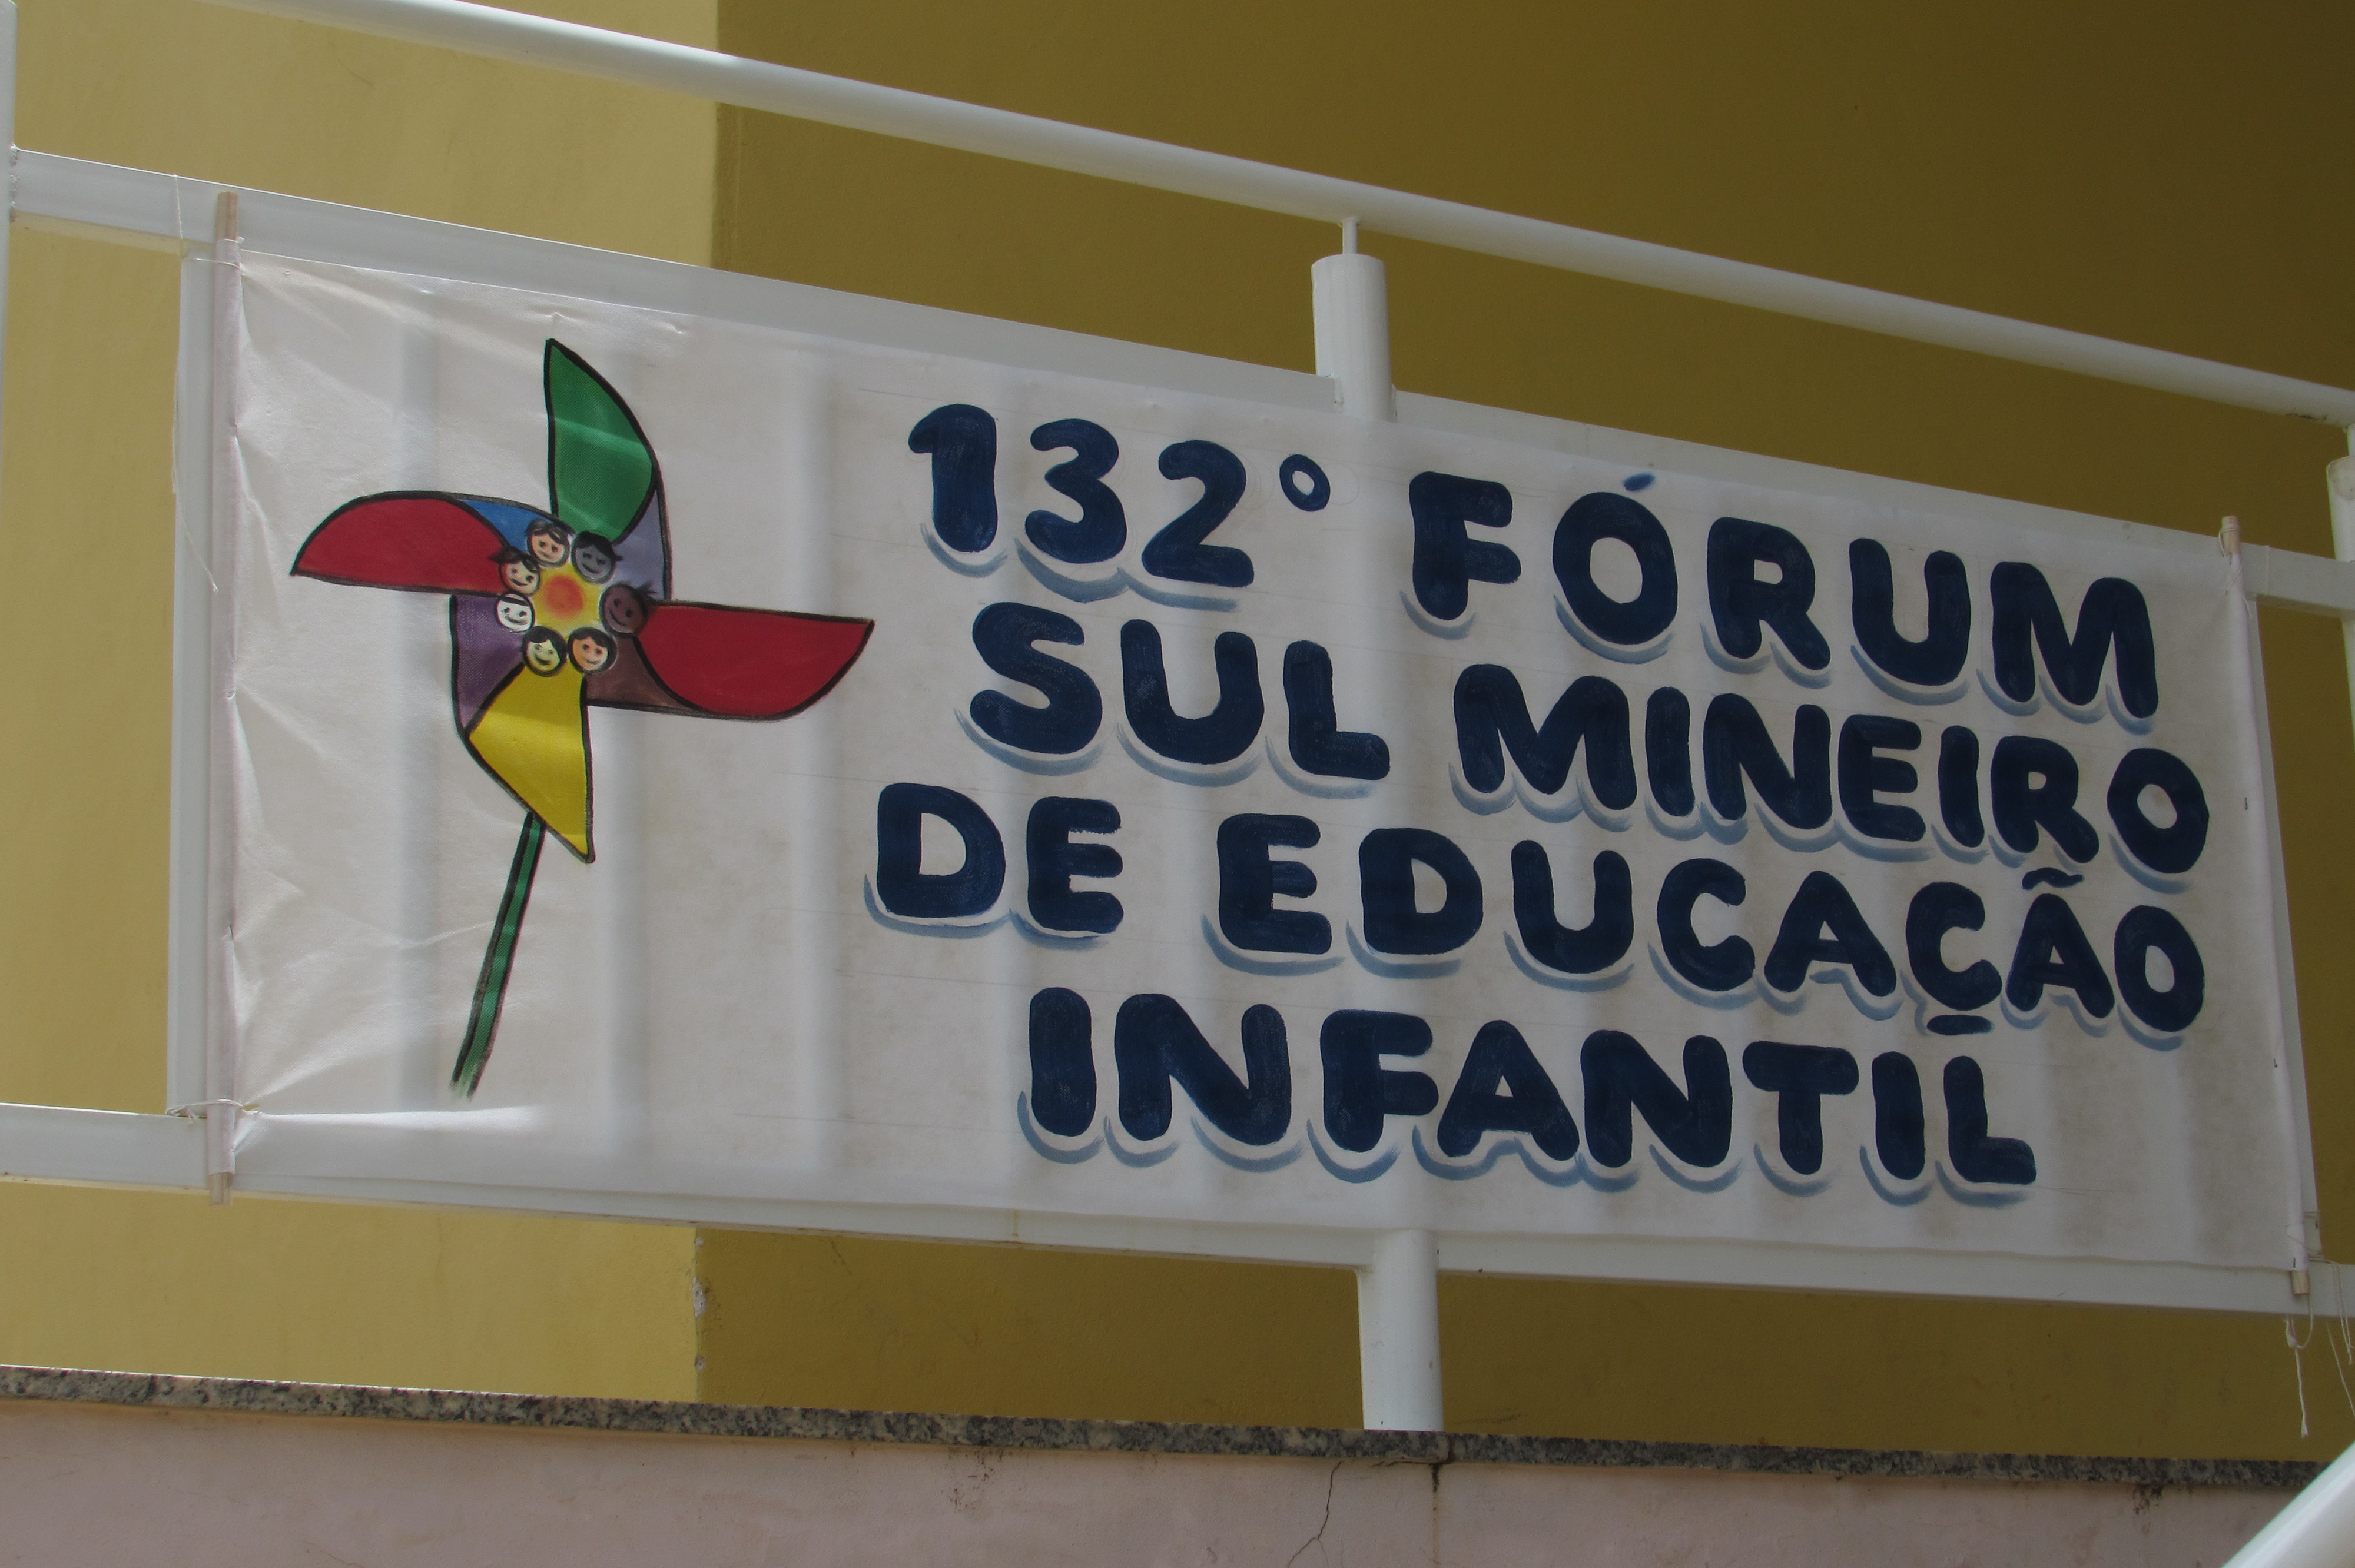 132° FÓRUM
SUL MINEIRO
DE EDUCAÇÃO
INFANTIL